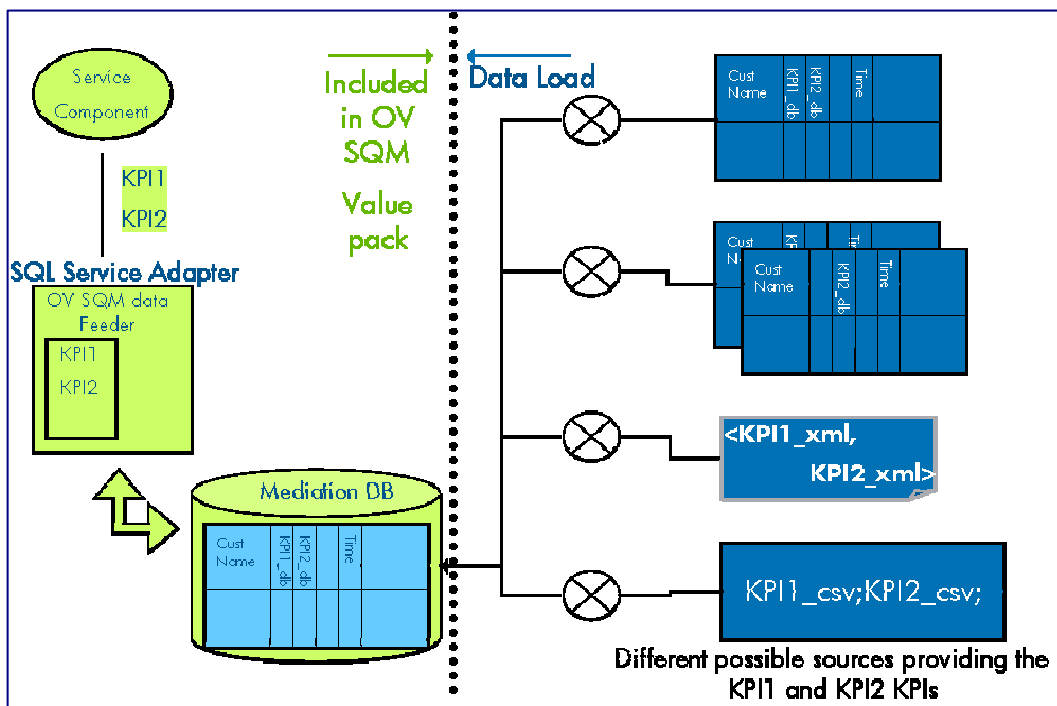 Service
Component
KPI1
KPI2
SQL Service Adapter
OV SQM data
Feeder
KPI1
KPI2
Included
in OV
SQM
Value
pack
Data Load
Mediation DB
Cust
Name
KPI1_db
KPI2_db
Time
Cust
Name
KPI1_db
KPI2_db
Time
Cust
Cust
Name
KPI2_db
Time
<KPI1_xml,
KPI2_xml>
KPI1_csv;KPI2_csv;
Different possible sources providing the
KPI1 and KPI2 KPIs